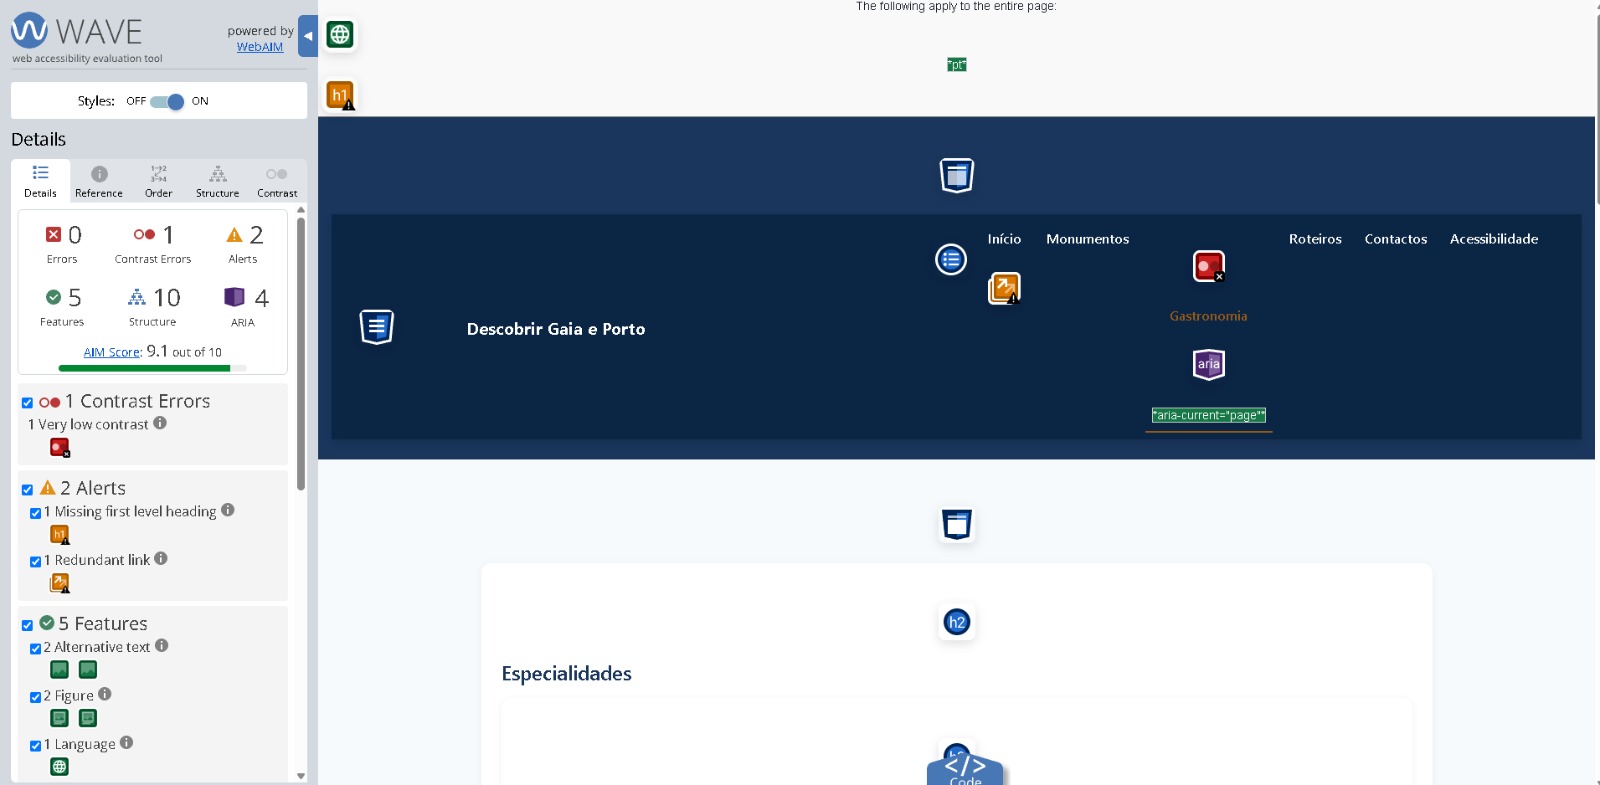 The following apply to the entire page:
WAVE
powered by
WebAIM
web accessibility evaluation tool
*pt*
Styles: OFF ON
h1
Details
Details Reference Order Structure Contrast
0 Errors
1 Contrast Errors
2 Alerts
5 Features
10 Structure
4 ARIA
AIM Score: 9.1 out of 10
1 Contrast Errors
1 Very low contrast
2 Alerts
1 Missing first level heading
h1
1 Redundant link
5 Features
2 Alternative text
2 Figure
1 Language
Descobrir Gaia e Porto
Início Monumentos
Gastronomia
aria
*aria-current="page"*
Roteiros Contactos Acessibilidade
h2
Especialidades
</>
Code